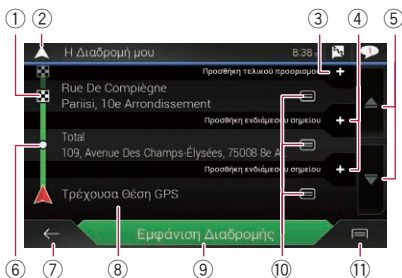 ① ② ③ ④ ⑤
Η Διαδρομή μου 8:38 1
Προσθήκη τελικού προορισμού +
Rue De Compiègne
Pariisi, 10e Arrondissement
Προσθήκη ενδιάμεσου σημείου +
Total
109, Avenue Des Champs-Élysées, 75008 8e A...
Προσθήκη ενδιάμεσου σημείου +
Τρέχουσα Θέση GPS
Εμφάνιση Διαδρομής
⑥ ⑦ ⑧ ⑨ ⑩ ⑪